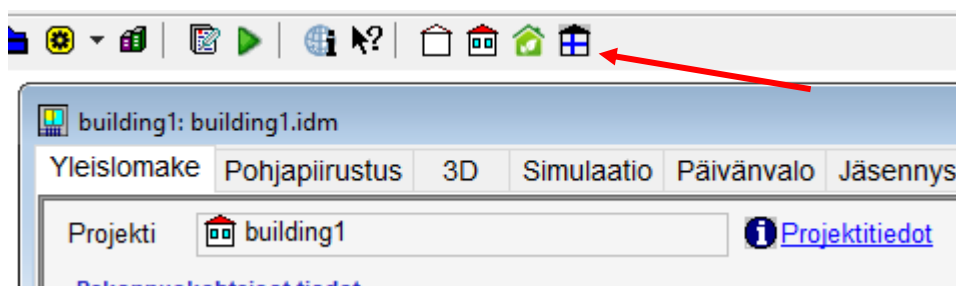 building1: building1.idm
Yleislomake Pohjapiirustus 3D Simulaatio Päivänvalo Jäsennys
Projekti building1 Projektitiedot